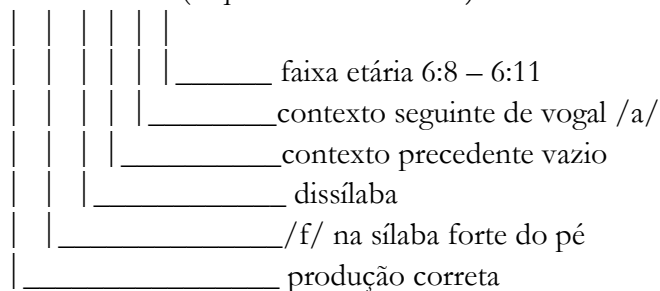 faixa etária 6:8 – 6:11
contexto seguinte de vogal /a/
contexto precedente vazio
dissílaba
/f/ na sílaba forte do pé
produção correta